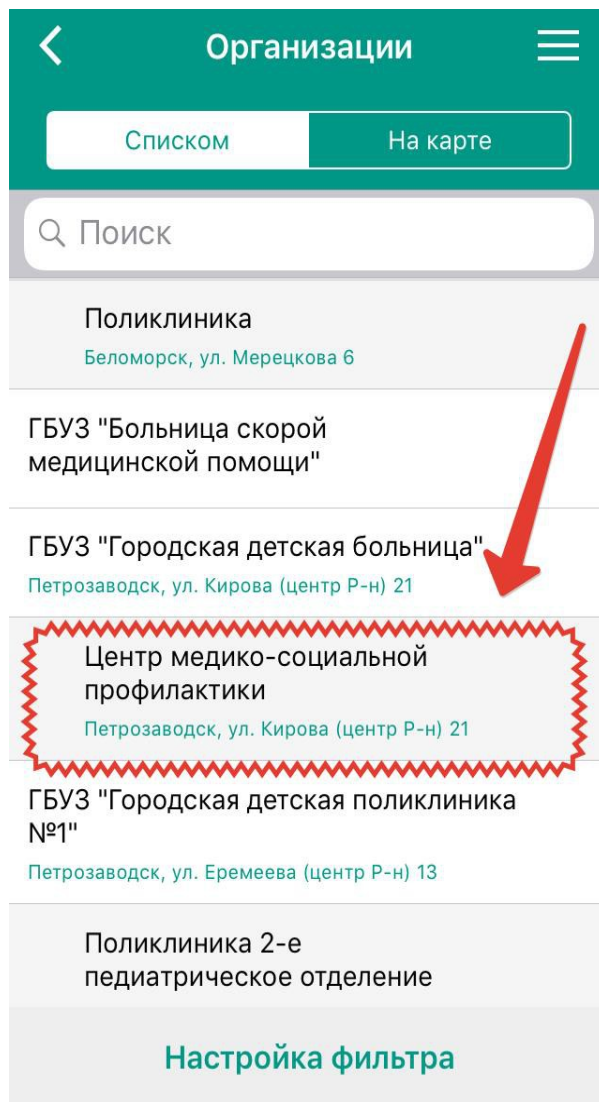 Организации
Списком
На карте
Поиск
Поликлиника
Беломорск, ул. Мерецкова 6
ГБУЗ "Больница скорой
медицинской помощи"
ГБУЗ "Городская детская больница"
Петрозаводск, ул. Кирова (центр Р-н) 21
Центр медико-социальной
профилактики
Петрозаводск, ул. Кирова (центр Р-н) 21
ГБУЗ "Городская детская поликлиника
№1"
Петрозаводск, ул. Еремеева (центр Р-н) 13
Поликлиника 2-е
педиатрическое отделение
Настройка фильтра